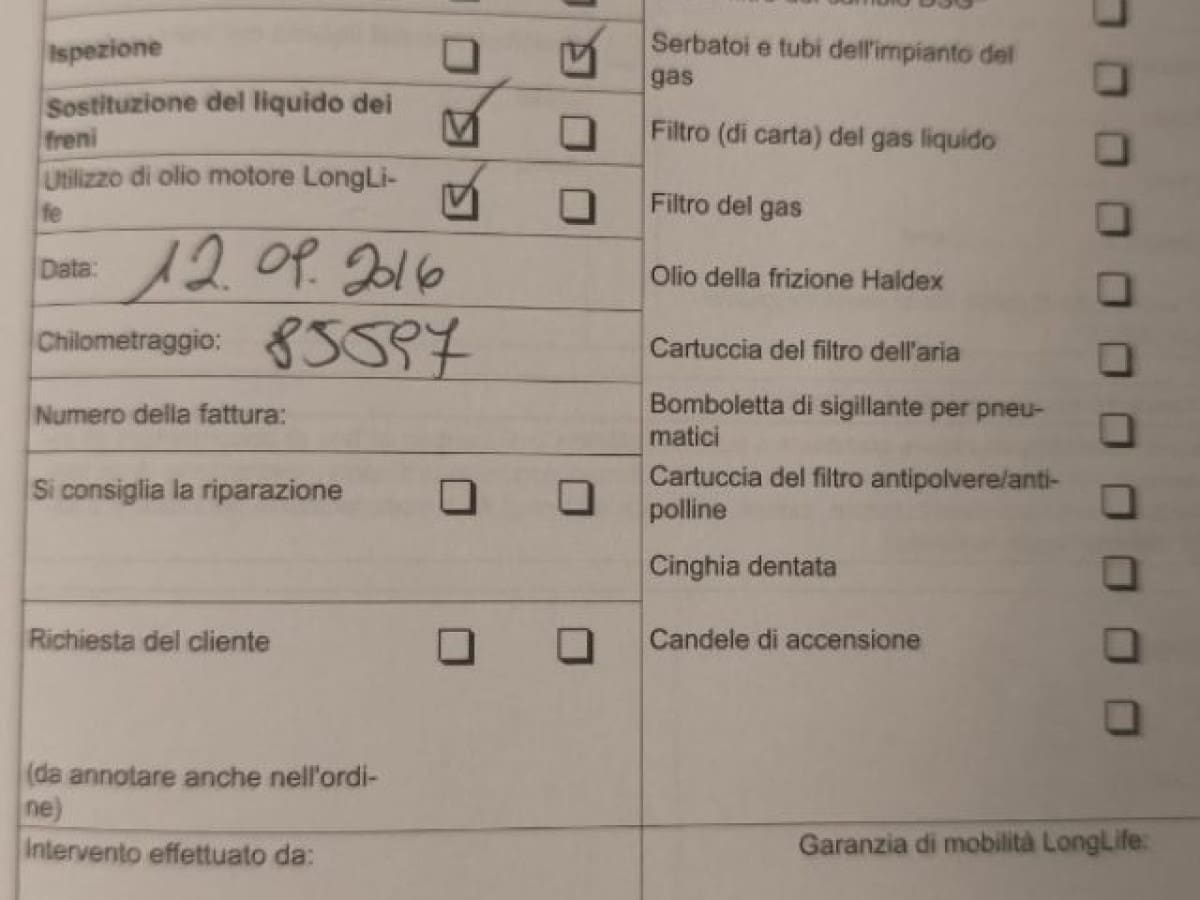 Ispezione
Sostituzione del liquido dei
freni
Utilizzo di olio motore LongLi-
fe
Data: 12.09.2016
Chilometraggio: 85597
Numero della fattura:
Si consiglia la riparazione
Richiesta del cliente
(da annotare anche nell'ordi-
ne)
Intervento effettuato da:
DSG
Serbatoi e tubi dell'impianto del
gas
Filtro (di carta) del gas liquido
Filtro del gas
Olio della frizione Haldex
Cartuccia del filtro dell'aria
Bomboletta di sigillante per pneu-
matici
Cartuccia del filtro antipolvere/anti-
polline
Cinghia dentata
Candele di accensione
Garanzia di mobilità LongLife: